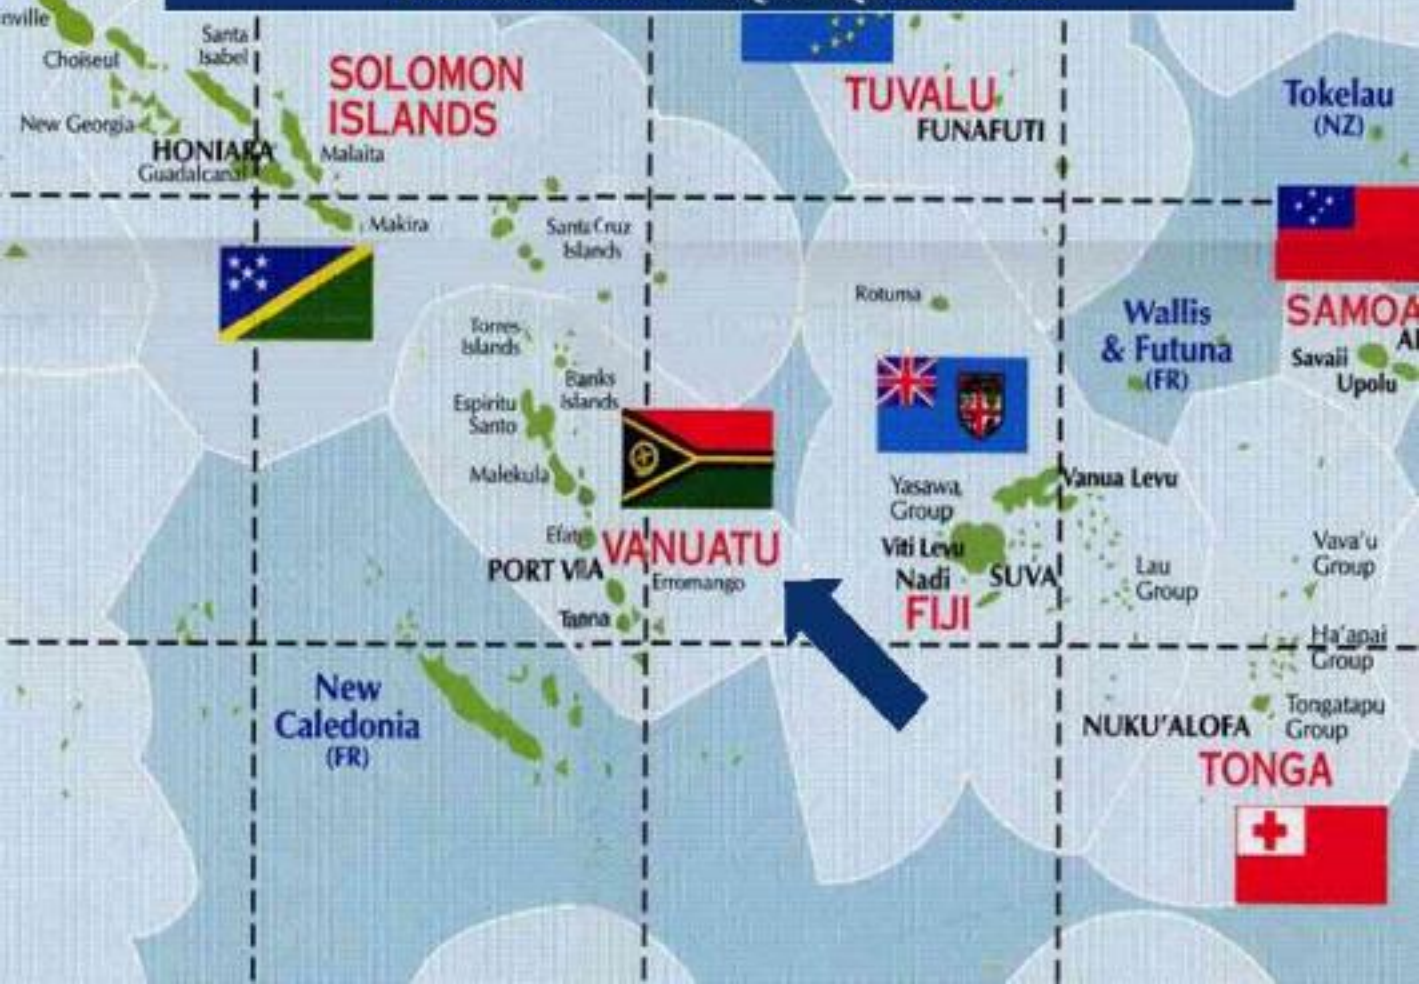 Choiseul
Santa
Isabel
SOLOMON
ISLANDS
New Georgia
HONIARA
Guadalcanal
Malaita
Makira
TUVALU
FUNAFUTI
Tokelau
(NZ)
Santa Cruz
Islands
Rotuma
Wallis
& Futuna
(FR)
SAMOA
Savaii
Upolu
Torres
Islands
Banks
Islands
Espiritu
Santo
Malekula
Efate
VANUATU
PORT VILA
Erromango
Tanna
Yasawa
Group
Vanua Levu
Viti Levu
Nadi
SUVA
FIJI
Lau
Group
Vava'u
Group
Ha'apai
Group
New
Caledonia
(FR)
NUKU'ALOFA
Tongatapu
Group
TONGA